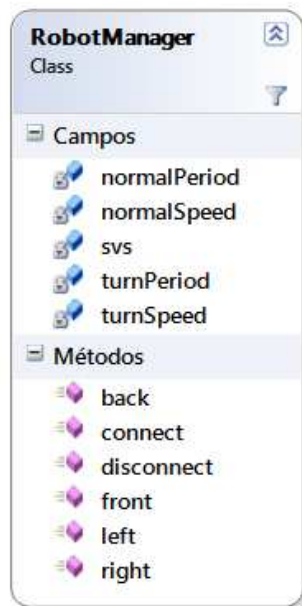 RobotManager
Class
Campos
normalPeriod
normalSpeed
svs
turnPeriod
turnSpeed
Métodos
back
connect
disconnect
front
left
right